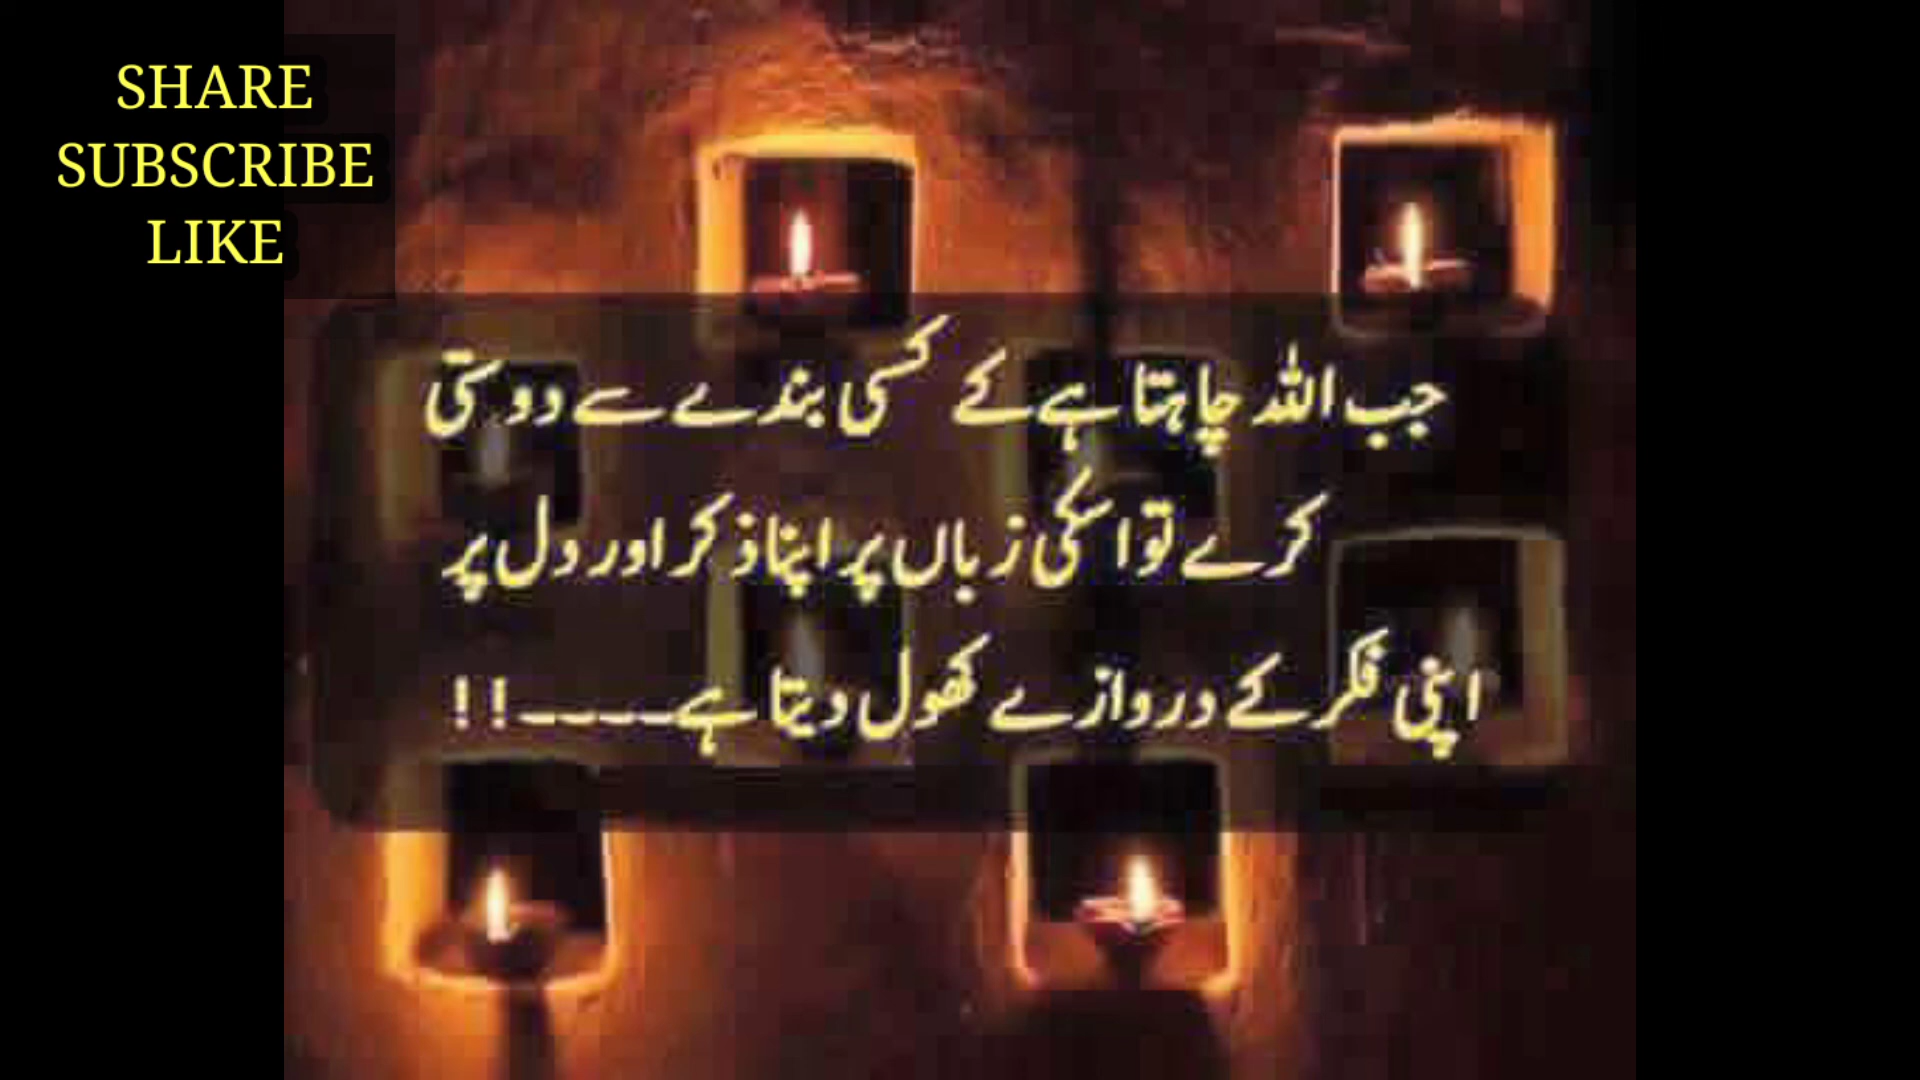 SHARE
SUBSCRIBE
LIKE
جب اللہ چاہتا ہے کے کسی بندے سے دوستی
کرے تو اسکی زباں پر اپنا ذکر اور دل پر
اپنی فکر کے دروازے کھول دیتا ہے۔۔۔۔!!